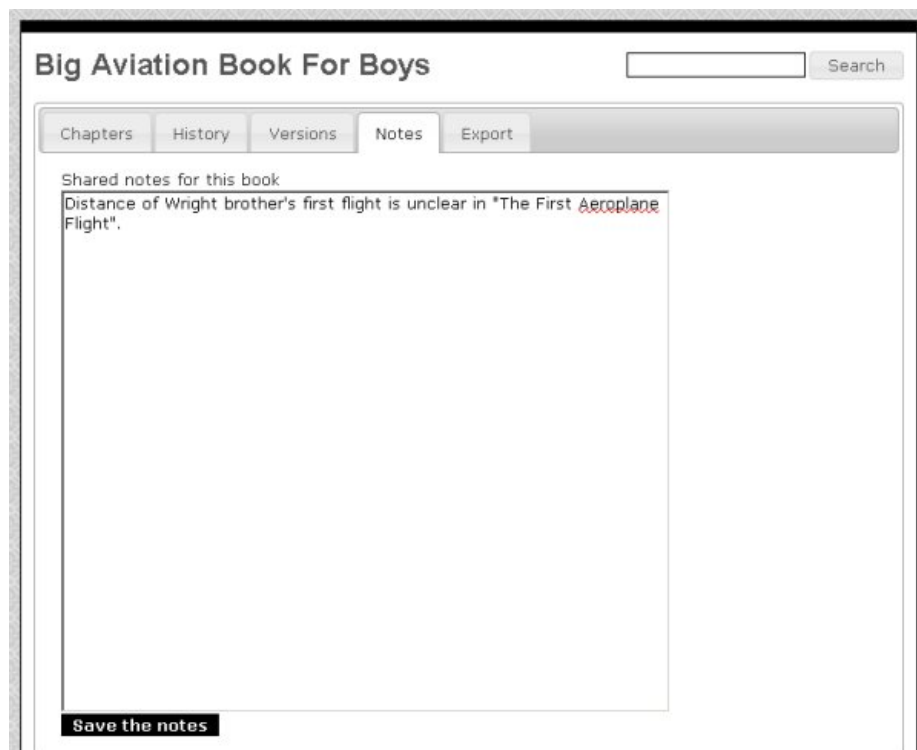 Big Aviation Book For Boys
Search
Chapters History Versions Notes Export
Shared notes for this book
Distance of Wright brother's first flight is unclear in "The First Aeroplane
Flight".
Save the notes